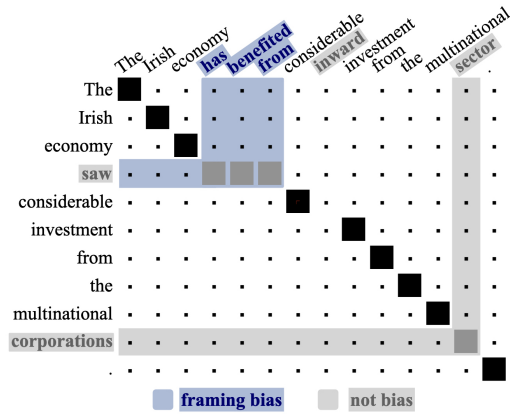 The Irish economy has benefited from considerable inward investment from the multinational sector .
The
Irish
economy
saw
considerable
investment
from
the
multinational
corporations
.
framing bias not bias